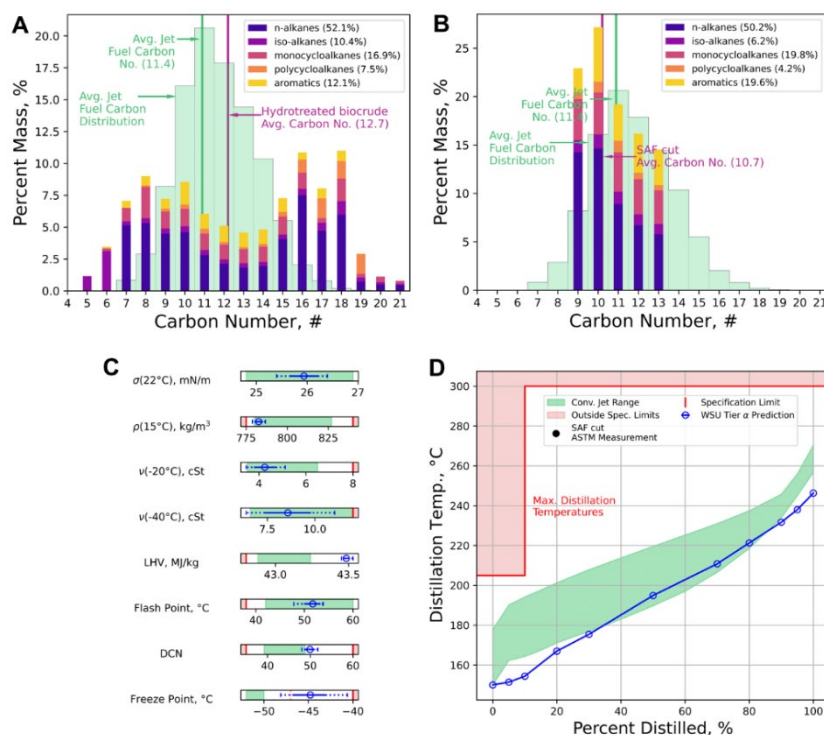 A
Avg. Jet
Fuel Carbon
No. (11.4)
Avg. Jet
Fuel Carbon
Distribution
n-alkanes (52.1%)
iso-alkanes (10.4%)
monocycloalkanes (16.9%)
polycycloalkanes (7.5%)
aromatics (12.1%)
Hydrotreated biocrude
Avg. Carbon No. (12.7)
Percent Mass, %
20.0
17.5
15.0
12.5
10.0
7.5
5.0
2.5
0.0
4 5 6 7 8 9 10 11 12 13 14 15 16 17 18 19 20 21
Carbon Number, #
B
n-alkanes (50.2%)
iso-alkanes (6.2%)
monocycloalkanes (19.8%)
polycycloalkanes (4.2%)
aromatics (19.6%)
Avg. Jet
Fuel Carbon
No. (11.4)
Avg. Jet
Fuel Carbon
Distribution
SAF cut
Avg. Carbon No. (10.7)
Percent Mass, %
25
20
15
10
5
0
4 5 6 7 8 9 10 11 12 13 14 15 16 17 18 19 20 21
Carbon Number, #
C
σ(22°C), mN/m
25 26 27
ρ(15°C), kg/m³
775 800 825
ν(-20°C), cSt
4 6 8
ν(-40°C), cSt
7.5 10.0
LHV, MJ/kg
43.0 43.5
Flash Point, °C
40 50 60
DCN
40 50 60
Freeze Point, °C
−50 −45 −40
D
Conv. Jet Range
Outside Spec. Limits
SAF cut
ASTM Measurement
Specification Limit
WSU Tier α Prediction
Max. Distillation
Temperatures
Distillation Temp., °C
300
280
260
240
220
200
180
160
0 20 40 60 80 100
Percent Distilled, %